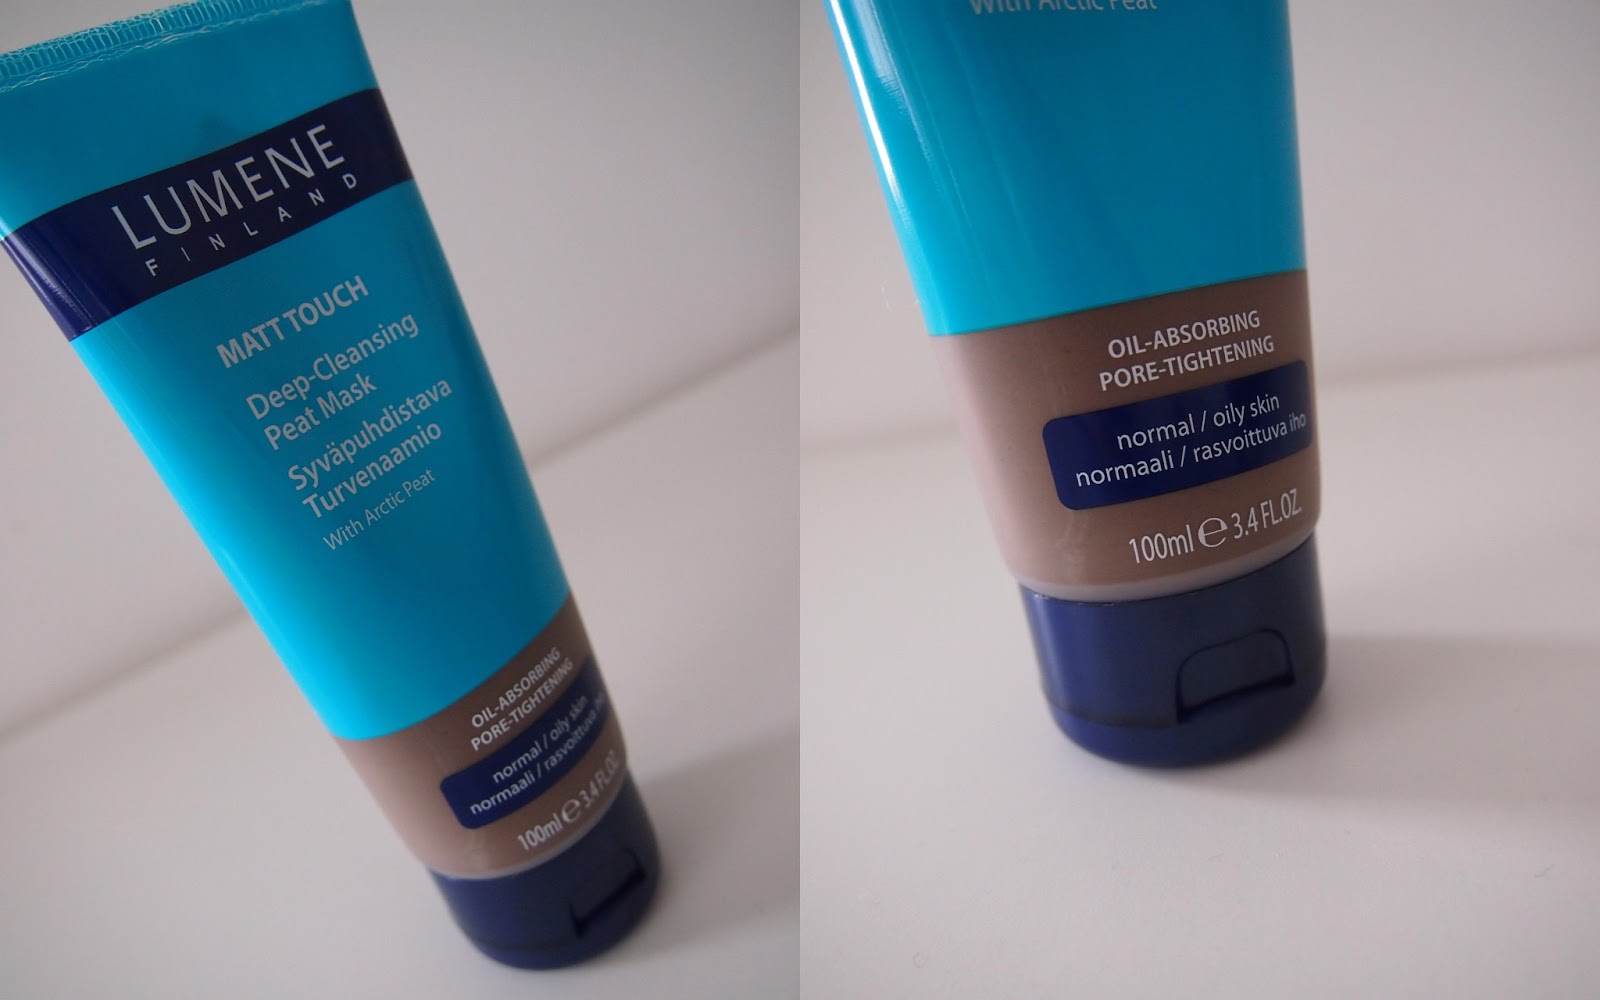 LUMENE
FINLAND
MATT TOUCH
Deep-Cleansing
Peat Mask
Syväpuhdistava
Turvenaamio
With Arctic Peat
OIL-ABSORBING
PORE-TIGHTENING
normal / oily skin
normaali / rasvoittuva iho
100ml ℮ 3.4 FL.OZ.
With Arctic Peat
OIL-ABSORBING
PORE-TIGHTENING
normal / oily skin
normaali / rasvoittuva iho
100ml ℮ 3.4 FL.OZ.